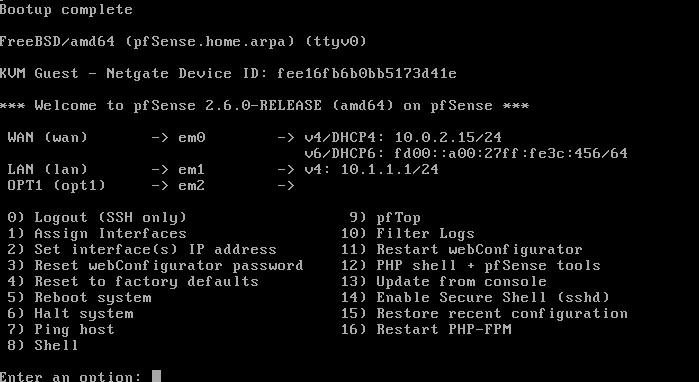 Bootup complete
FreeBSD/amd64 (pfSense.home.arpa) (ttyv0)
KVM Guest - Netgate Device ID: fee16fb6b0bb5173d41e
*** Welcome to pfSense 2.6.0-RELEASE (amd64) on pfSense ***
WAN (wan) -> em0 -> v4/DHCP4: 10.0.2.15/24
v6/DHCP6: fd00::a00:27ff:fe3c:456/64
LAN (lan) -> em1 -> v4: 10.1.1.1/24
OPT1 (opt1) -> em2 ->
0) Logout (SSH only) 9) pfTop
1) Assign Interfaces 10) Filter Logs
2) Set interface(s) IP address 11) Restart webConfigurator
3) Reset webConfigurator password 12) PHP shell + pfSense tools
4) Reset to factory defaults 13) Update from console
5) Reboot system 14) Enable Secure Shell (sshd)
6) Halt system 15) Restore recent configuration
7) Ping host 16) Restart PHP-FPM
8) Shell
Enter an option: